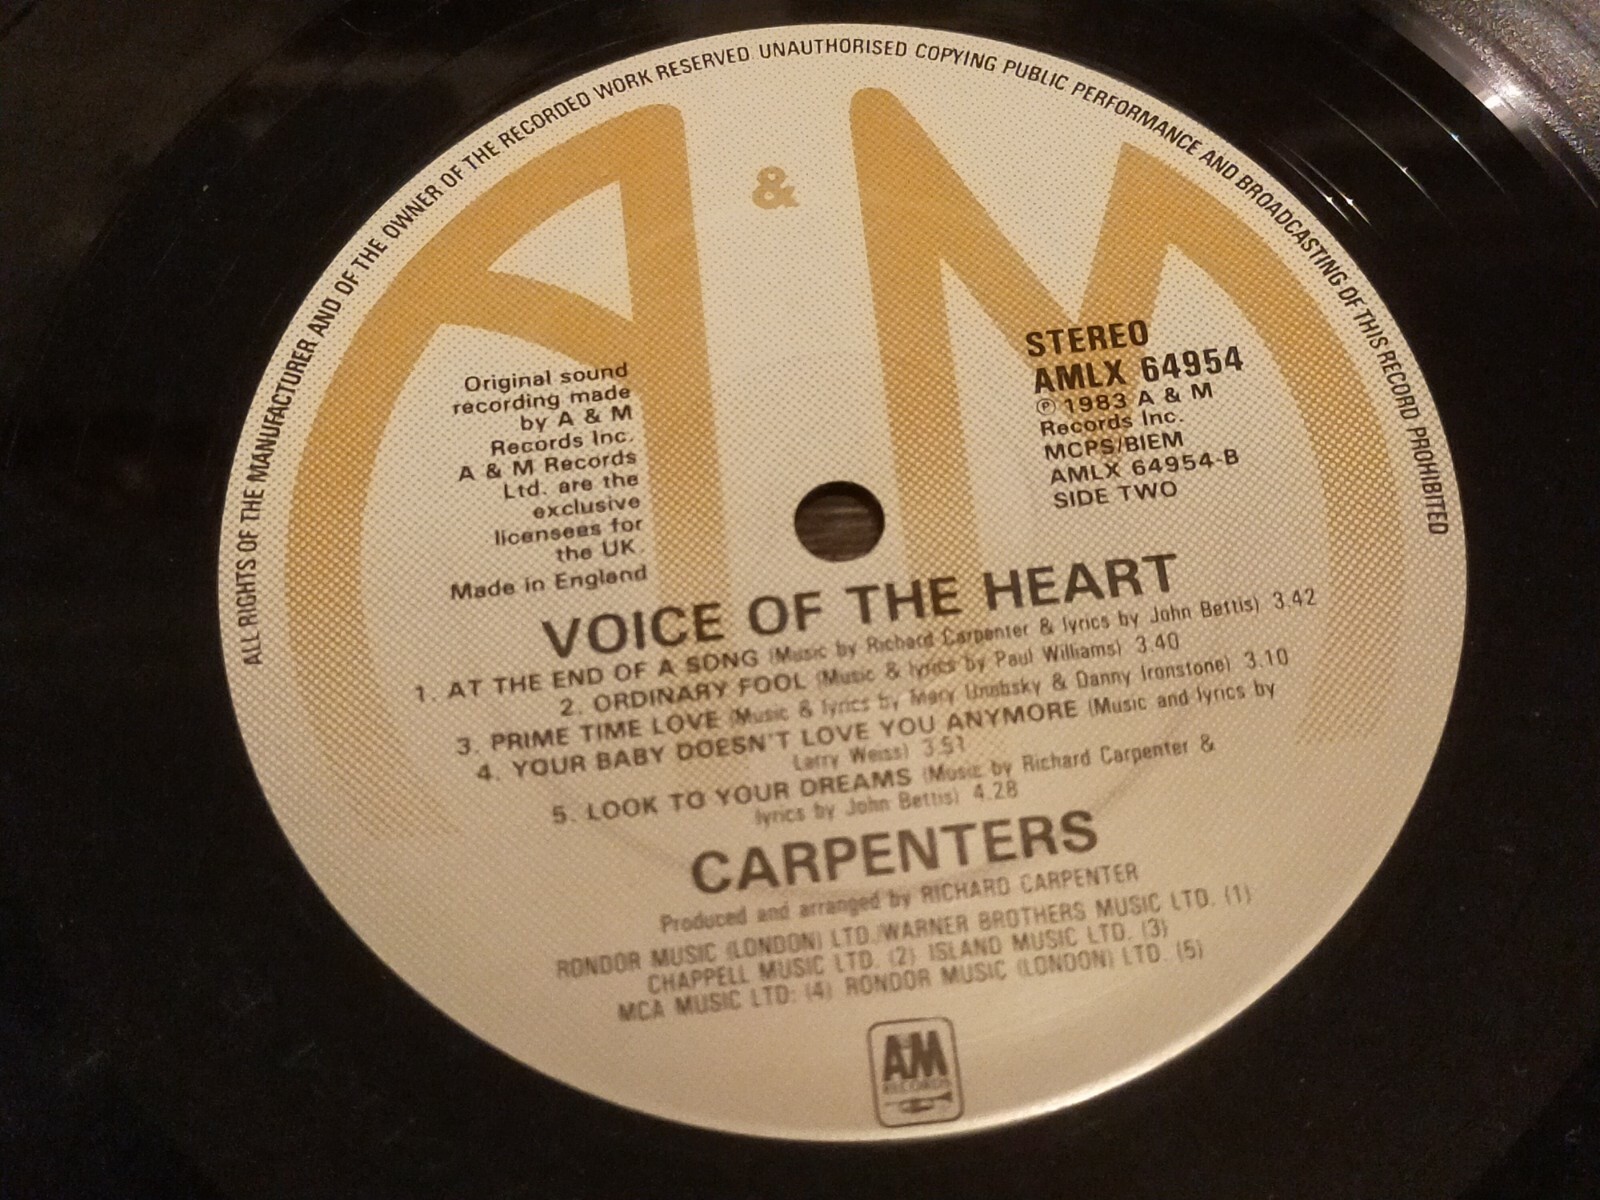 ALL RIGHTS OF THE MANUFACTURER AND OF THE OWNER OF THE RECORDED WORK RESERVED UNAUTHORISED COPYING PUBLIC PERFORMANCE AND BROADCASTING OF THIS RECORD PROHIBITED
A & M
Original sound
recording made
by A & M
Records Inc.
A & M Records
Ltd. are the
exclusive
licensees for
the UK.
Made in England
STEREO
AMLX 64954
℗ 1983 A & M
Records Inc.
MCPS/BIEM
AMLX 64954-B
SIDE TWO
VOICE OF THE HEART
1. AT THE END OF A SONG (Music by Richard Carpenter & lyrics by John Bettis) 3.42
2. ORDINARY FOOL (Music & lyrics by Paul Williams) 3.40
3. PRIME TIME LOVE (Music & lyrics by Mary Unobsky & Danny Ironstone) 3.10
4. YOUR BABY DOESN'T LOVE YOU ANYMORE (Music and lyrics by
Larry Weiss) 3.51
5. LOOK TO YOUR DREAMS (Music by Richard Carpenter &
lyrics by John Bettis) 4.28
CARPENTERS
Produced and arranged by RICHARD CARPENTER
RONDOR MUSIC (LONDON) LTD./WARNER BROTHERS MUSIC LTD. (1)
CHAPPELL MUSIC LTD. (2) ISLAND MUSIC LTD. (3)
MCA MUSIC LTD: (4) RONDOR MUSIC (LONDON) LTD. (5)
A&M
RECORDS